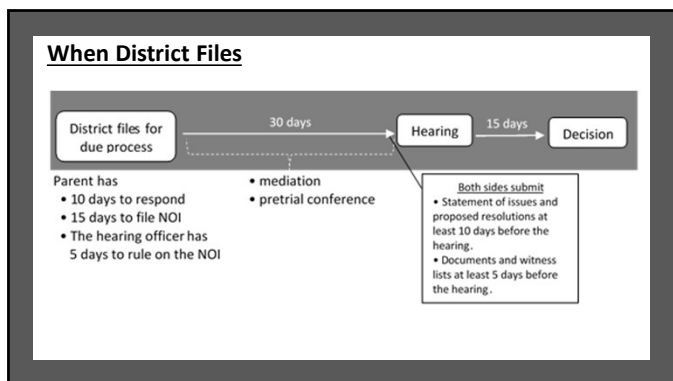 When District Files
District files for
due process
30 days
Hearing
15 days
Decision
Parent has
• 10 days to respond
• 15 days to file NOI
• The hearing officer has
5 days to rule on the NOI
• mediation
• pretrial conference
Both sides submit
• Statement of issues and
proposed resolutions at
least 10 days before the
hearing.
• Documents and witness
lists at least 5 days before
the hearing.